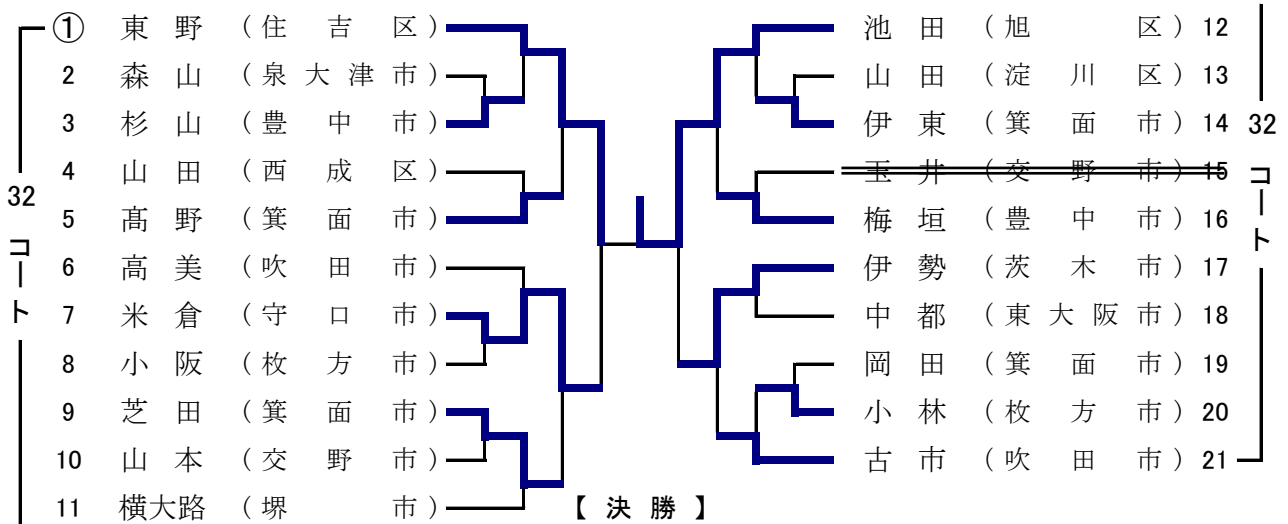 ① 東野 (住吉区)
2 森山 (泉大津市)
3 杉山 (豊中市)
4 山田 (西成区)
5 髙野 (箕面市)
6 高美 (吹田市)
7 米倉 (守口市)
8 小阪 (枚方市)
9 芝田 (箕面市)
10 山本 (交野市)
11 横大路 (堺市)
32コート
【決勝】
池田 (旭区) 12
山田 (淀川区) 13
伊東 (箕面市) 14
玉井 (交野市) 15
梅垣 (豊中市) 16
伊勢 (茨木市) 17
中都 (東大阪市) 18
岡田 (箕面市) 19
小林 (枚方市) 20
古市 (吹田市) 21
32コート